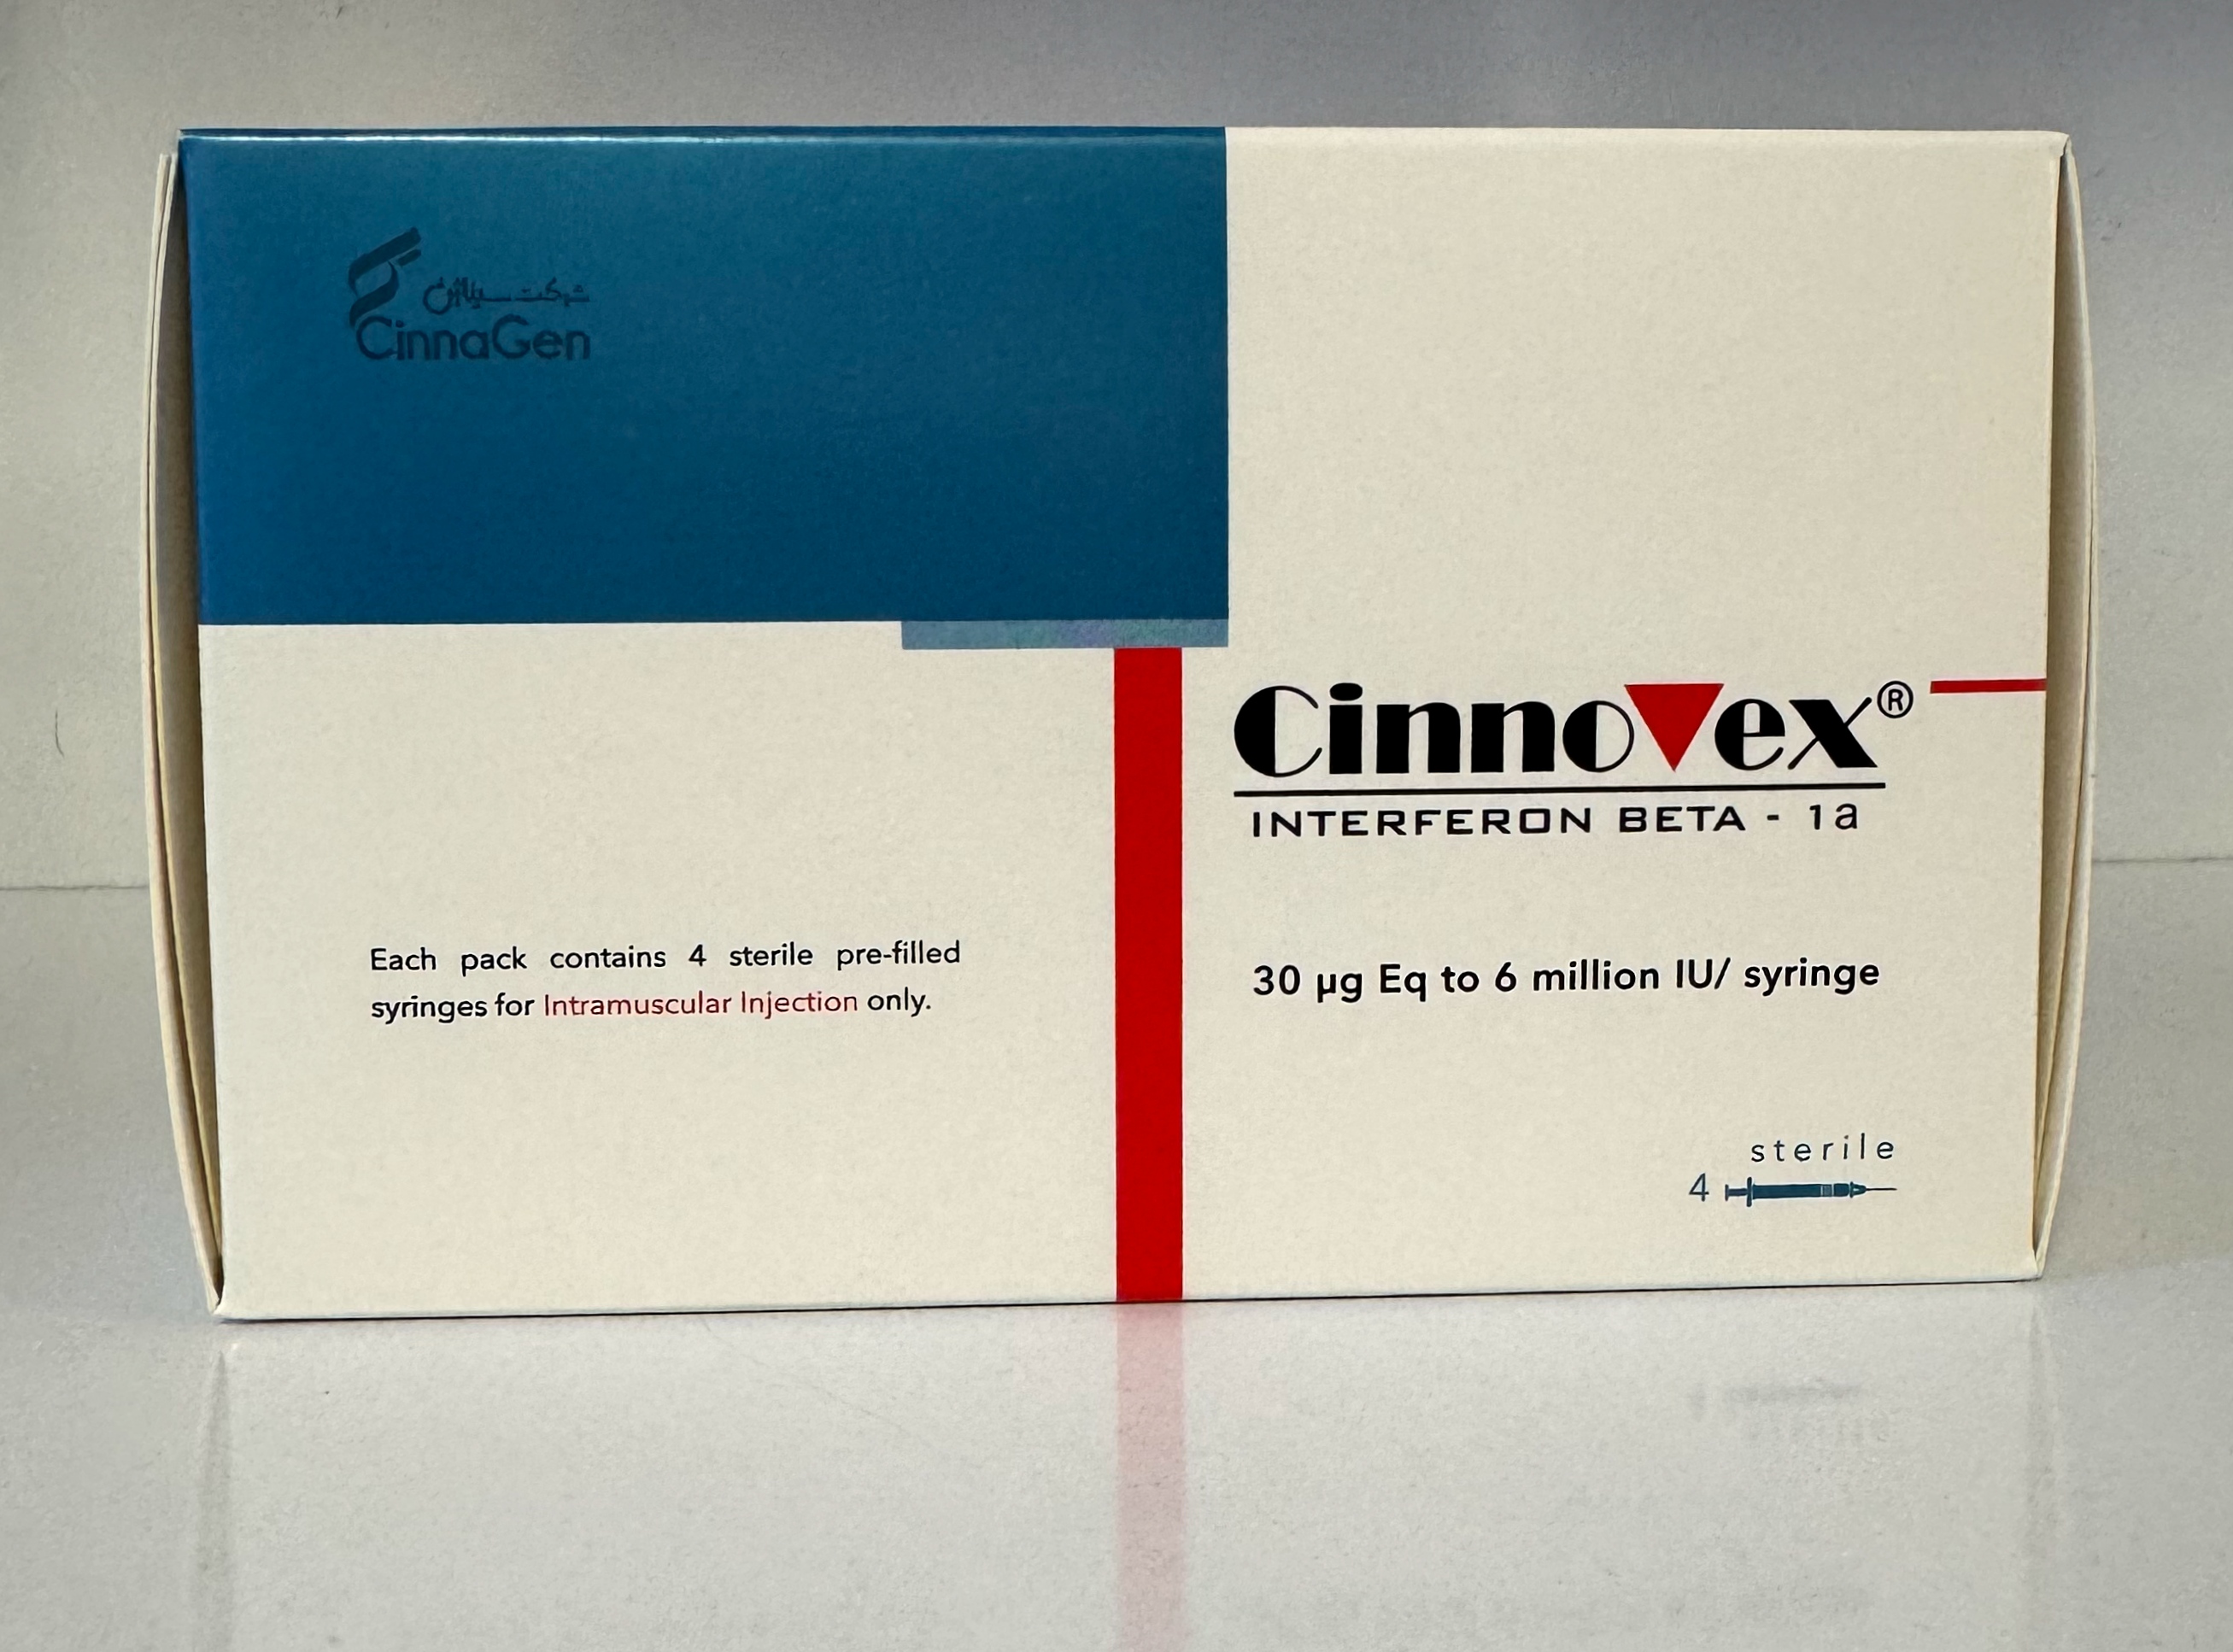 شرکت سیناژن
CinnaGen
Cinnovex®
INTERFERON BETA - 1a
Each pack contains 4 sterile pre-filled
syringes for Intramuscular Injection only.
30 µg Eq to 6 million IU/ syringe
sterile
4